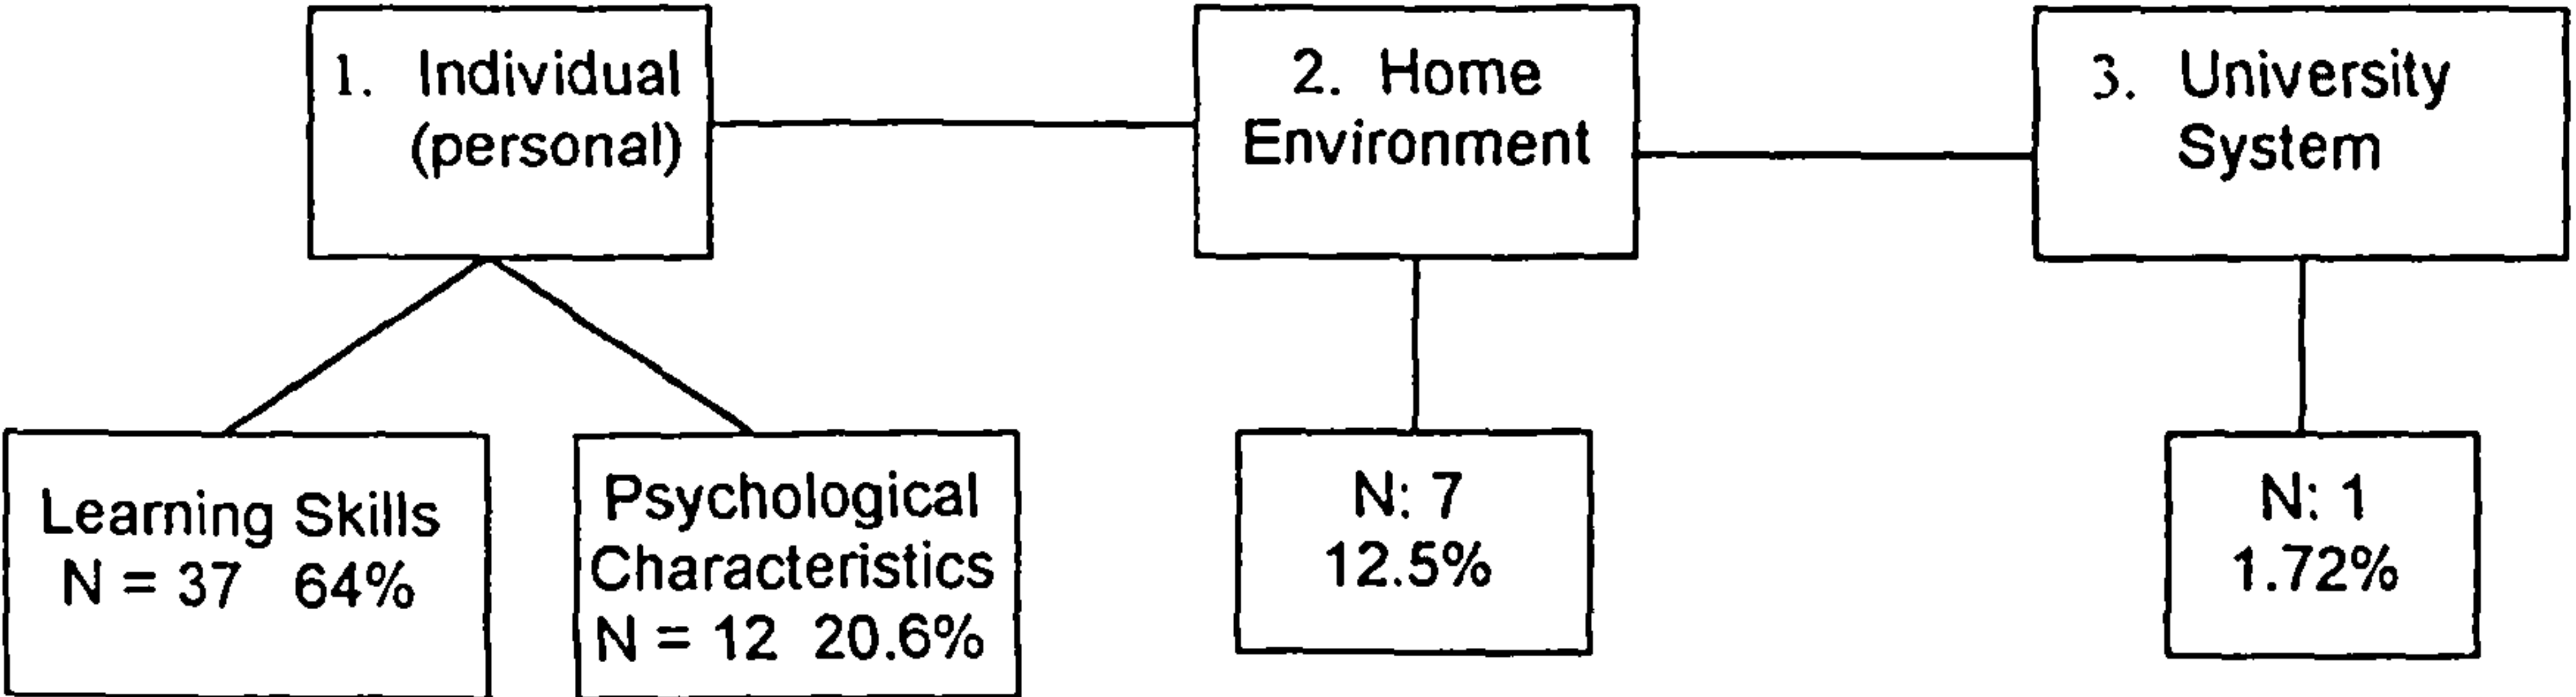 1. Individual
(personal)
2. Home
Environment
3. University
System
Learning Skills
N = 37 64%
Psychological
Characteristics
N = 12 20.6%
N: 7
12.5%
N: 1
1.72%